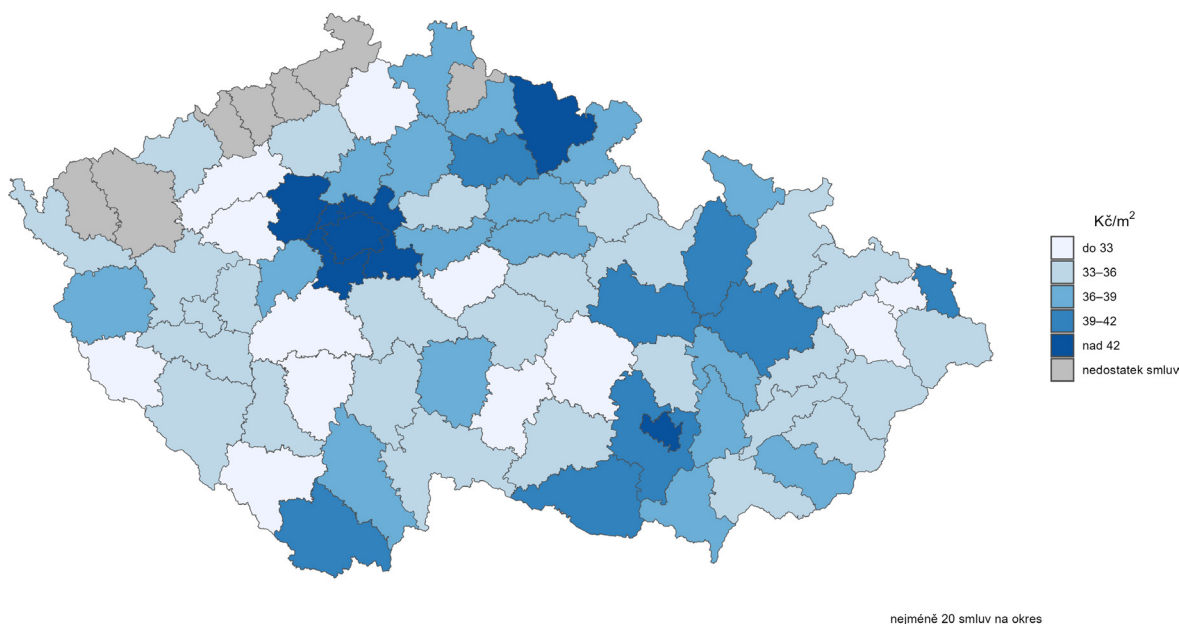 Kč/m²
do 33
33–36
36–39
39–42
nad 42
nedostatek smluv
nejméně 20 smluv na okres